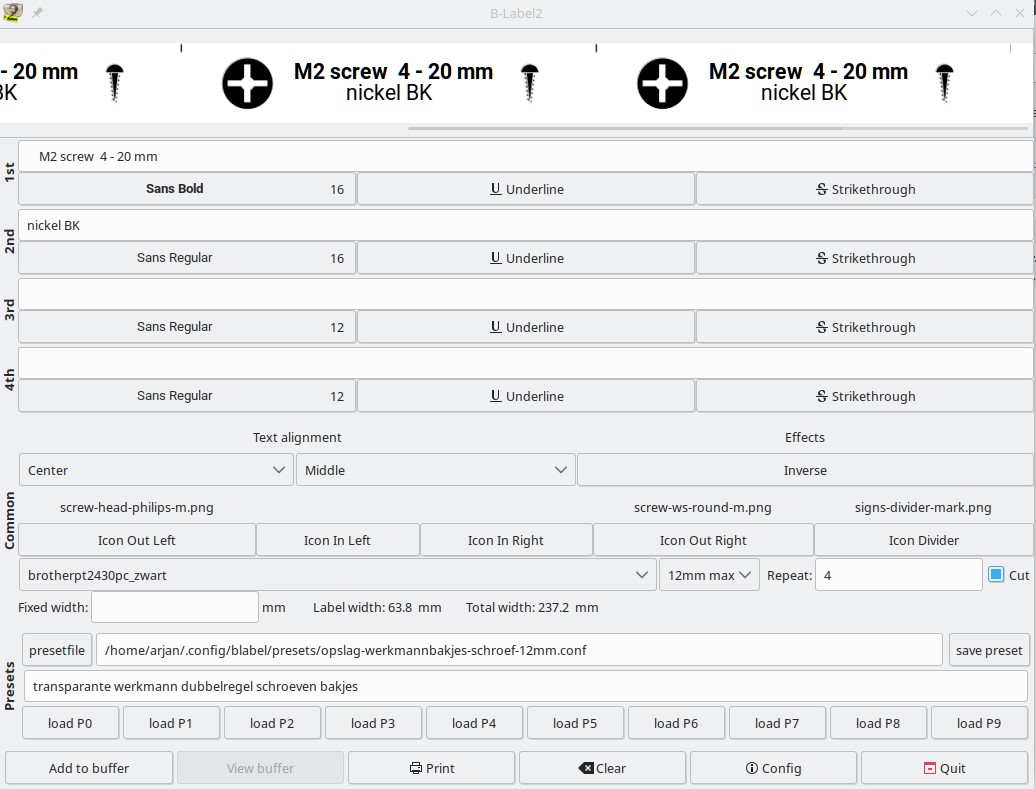 B-Label2
- 20 mm M2 screw  4 - 20 mm M2 screw  4 - 20 mm
BK nickel BK nickel BK
1st M2 screw  4 - 20 mm
Sans Bold 16 U Underline S Strikethrough
2nd nickel BK
Sans Regular 16 U Underline S Strikethrough
3rd
Sans Regular 12 U Underline S Strikethrough
4th
Sans Regular 12 U Underline S Strikethrough
Text alignment Effects
Center Middle Inverse
Common
screw-head-philips-m.png screw-ws-round-m.png signs-divider-mark.png
Icon Out Left Icon In Left Icon In Right Icon Out Right Icon Divider
brotherpt2430pc_zwart 12mm max Repeat: 4 Cut
Fixed width: mm Label width: 63.8 mm Total width: 237.2 mm
Presets
presetfile /home/arjan/.config/blabel/presets/opslag-werkmannbakjes-schroef-12mm.conf save preset
transparante werkmann dubbelregel schroeven bakjes
load P0 load P1 load P2 load P3 load P4 load P5 load P6 load P7 load P8 load P9
Add to buffer View buffer Print Clear Config Quit